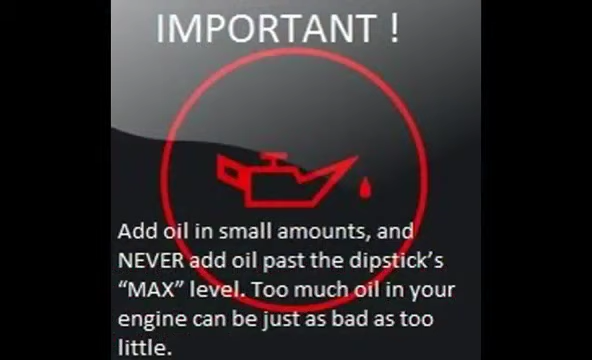 IMPORTANT !
Add oil in small amounts, and
NEVER add oil past the dipstick’s
“MAX” level. Too much oil in your
engine can be just as bad as too
little.